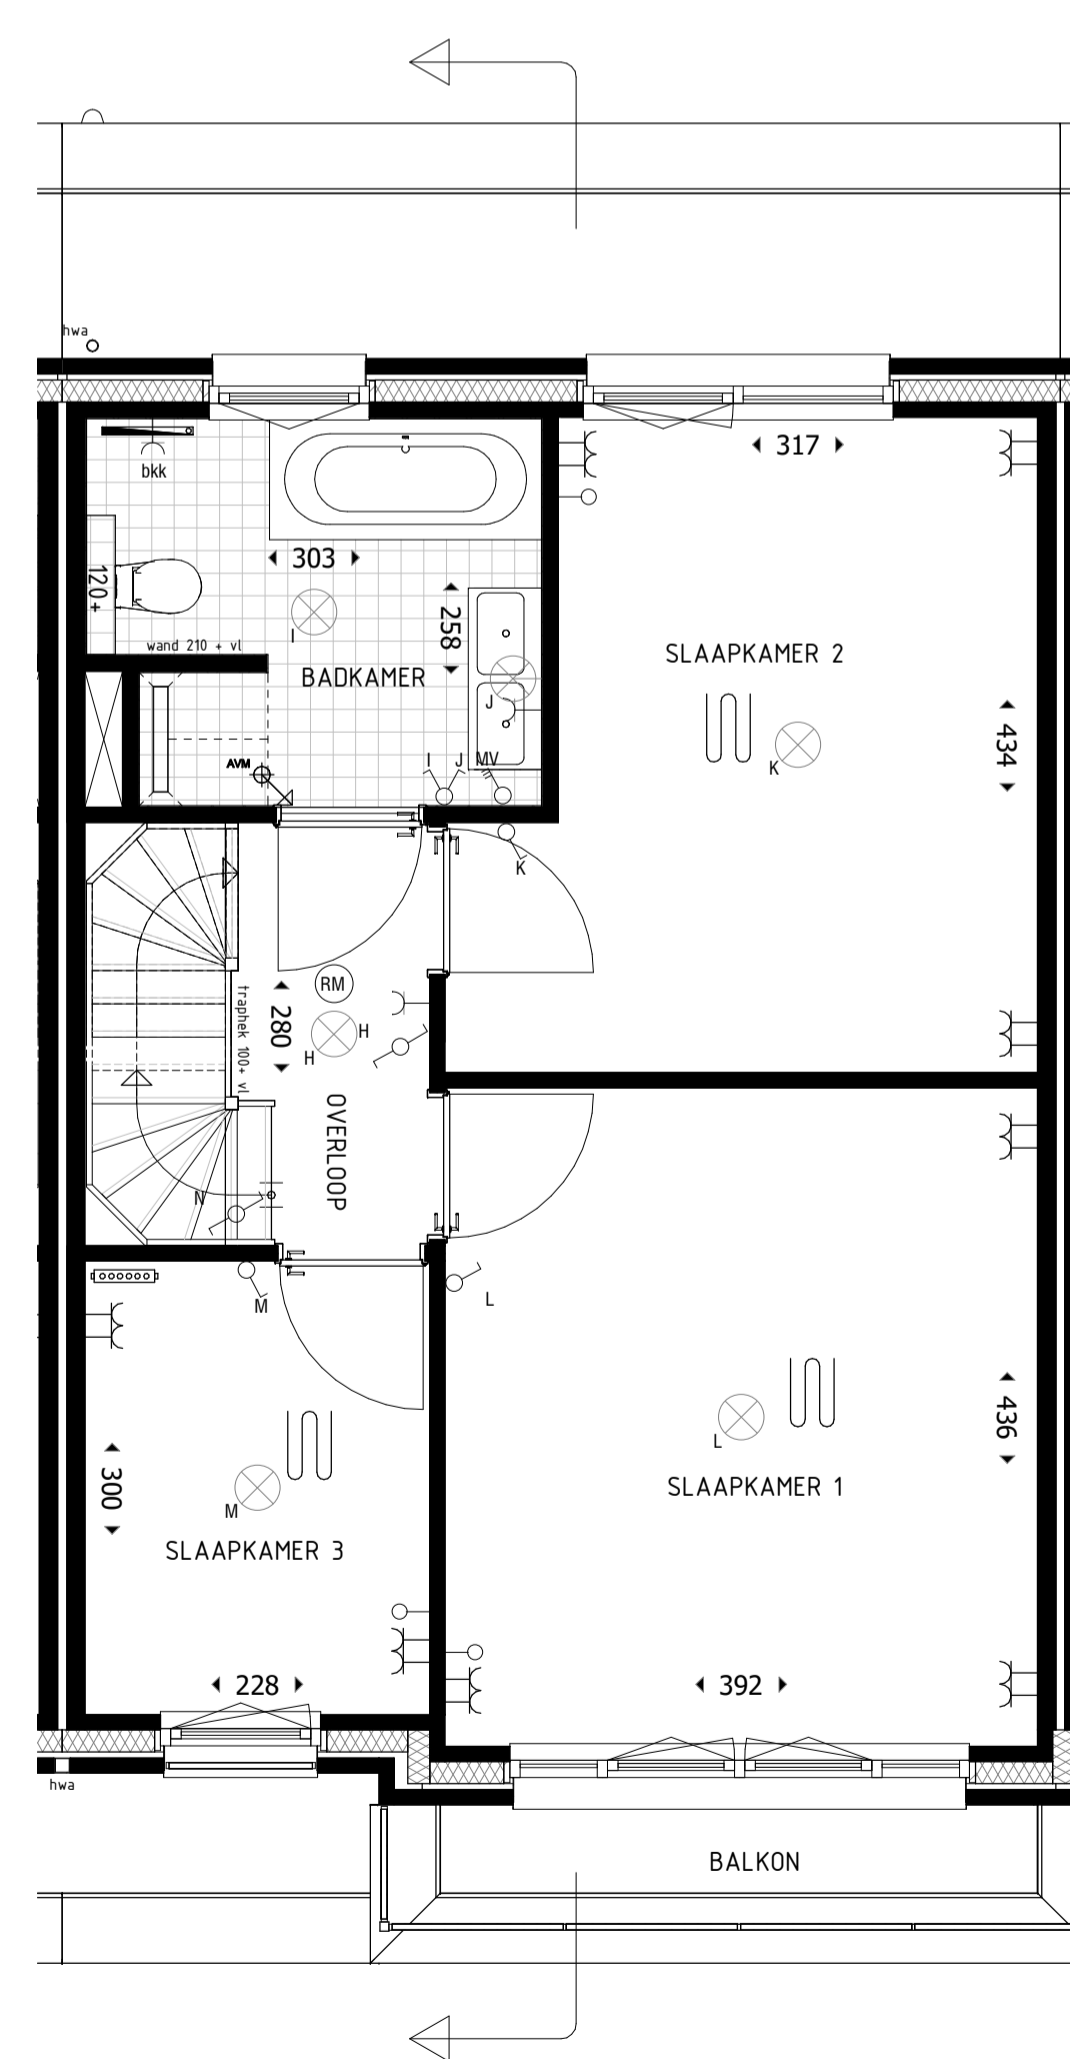 hwa
bkk
317
303
120+
258
I
wand 210 + vl
BADKAMER
SLAAPKAMER 2
J
434
K
AVM
I J MV
K
RM
280
H
H
traphek 100+ vl
OVERLOOP
N
M
L
436
L
300
SLAAPKAMER 1
M
SLAAPKAMER 3
228
392
hwa
BALKON